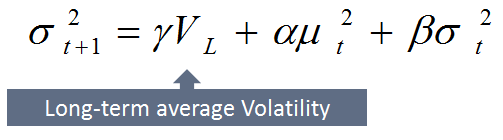 σ²ₜ₊₁ = γV_L + αμ²ₜ + βσ²ₜ
Long-term average Volatility